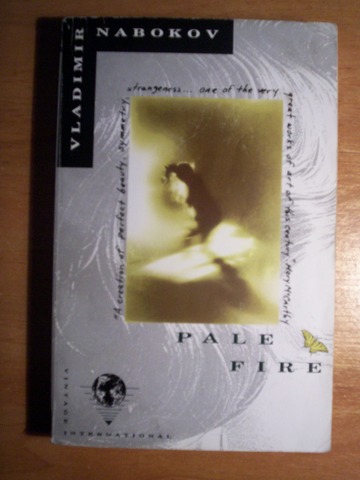 VLADIMIR
NABOKOV
"A creation of perfect beauty, symmetry,
strangeness... one of the very
great works of art of this century." Mary McCarthy
PALE
FIRE
VINTAGE
INTERNATIONAL